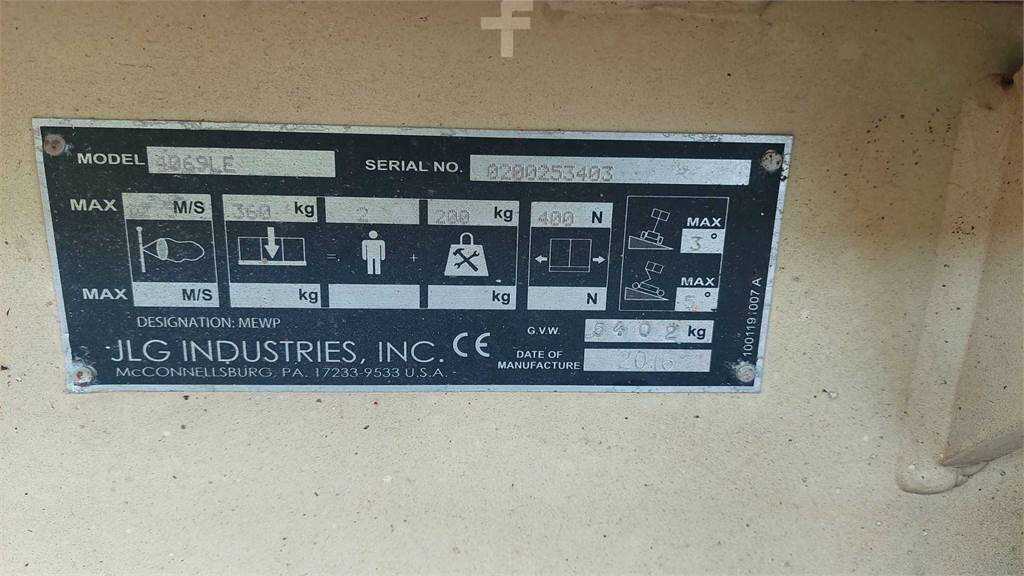 MODEL 4069LE SERIAL NO. 0200253403
MAX M/S 360 kg 2 200 kg 400 N MAX 3°
MAX M/S kg kg N MAX 5°
DESIGNATION: MEWP
G.V.W. kg
JLG INDUSTRIES, INC. CE
DATE OF MANUFACTURE
McCONNELLSBURG, PA. 17233-9533 U.S.A.
100119 007 A